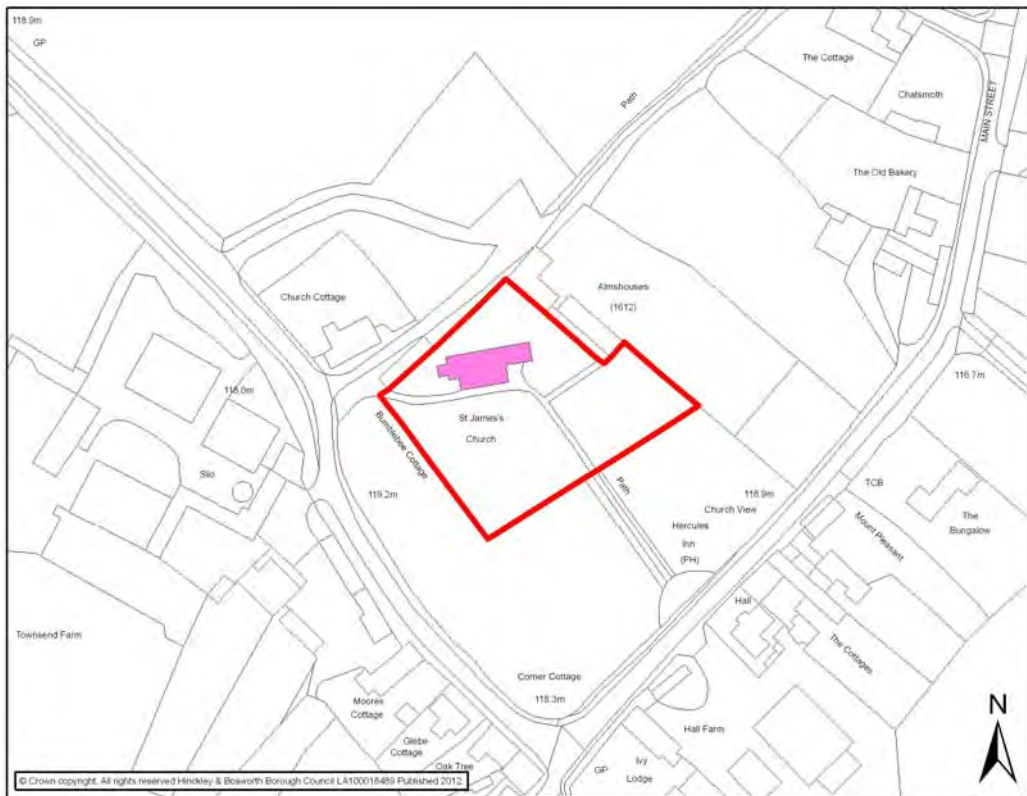 118.9m
GP
The Cottage
Chatsmoth
MAIN STREET
Path
The Old Bakery
Almshouses
(1612)
Church Cottage
118.0m
116.7m
St James's
Church
Bumblebee Cottage
Silo
119.2m
Path
118.9m
Church View
TCB
The
Bungalow
Mount Pleasant
Hercules
Inn
(PH)
Hall
The Cottages
Townsend Farm
Corner Cottage
118.3m
Moores
Cottage
Glebe
Cottage
Oak Tree
Hall Farm
Ivy
Lodge
GP
N
© Crown copyright. All rights reserved Hinckley & Bosworth Borough Council LA100018489 Published 2012